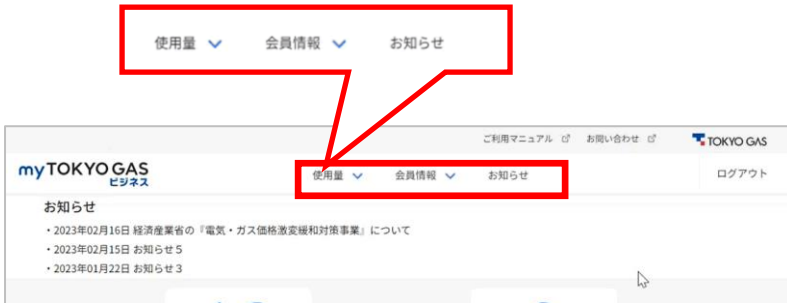 使用量 会員情報 お知らせ
ご利用マニュアル お問い合わせ TOKYO GAS
myTOKYO GAS
ビジネス
使用量 会員情報 お知らせ ログアウト
お知らせ
・2023年02月16日 経済産業省の『電気・ガス価格激変緩和対策事業』について
・2023年02月15日 お知らせ５
・2023年01月22日 お知らせ３